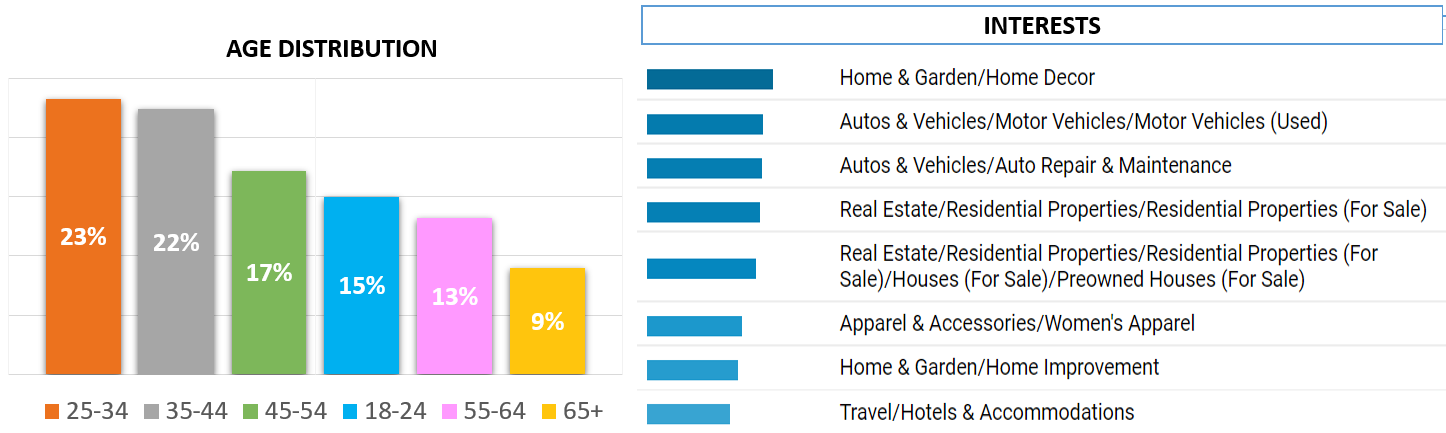 AGE DISTRIBUTION
23%
22%
17%
15%
13%
9%
25-34 35-44 45-54 18-24 55-64 65+
INTERESTS
Home & Garden/Home Decor
Autos & Vehicles/Motor Vehicles/Motor Vehicles (Used)
Autos & Vehicles/Auto Repair & Maintenance
Real Estate/Residential Properties/Residential Properties (For Sale)
Real Estate/Residential Properties/Residential Properties (For
Sale)/Houses (For Sale)/Preowned Houses (For Sale)
Apparel & Accessories/Women's Apparel
Home & Garden/Home Improvement
Travel/Hotels & Accommodations